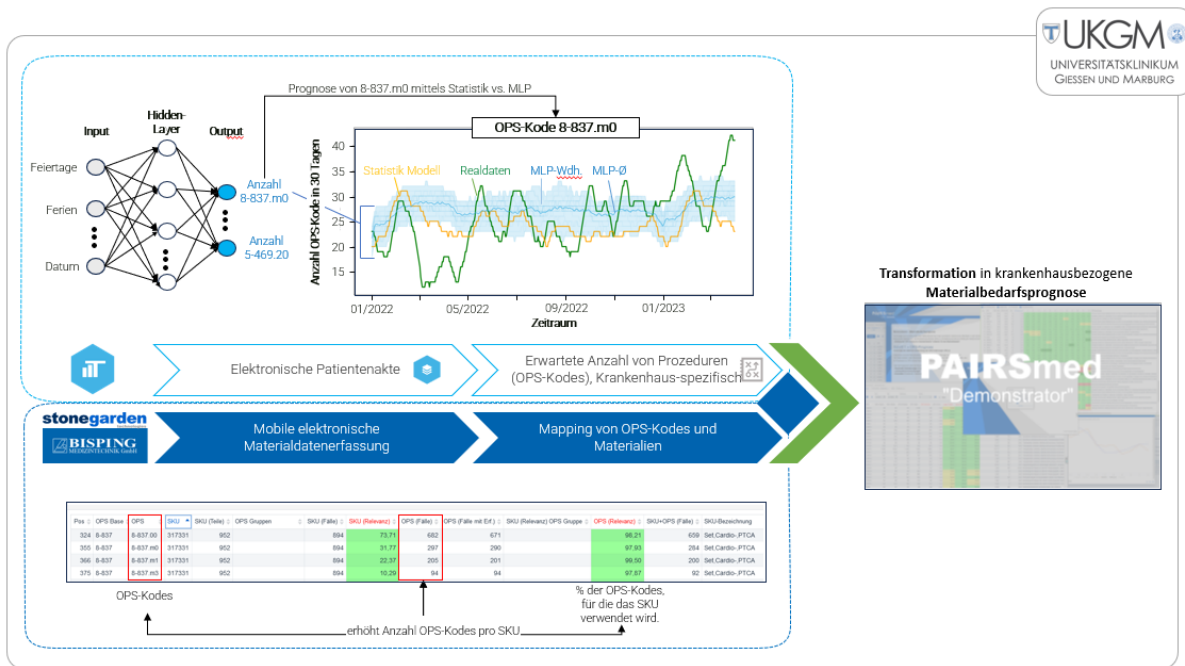 UKGM
UNIVERSITÄTSKLINIKUM
GIESSEN UND MARBURG
Prognose von 8-837.m0 mittels Statistik vs. MLP
Input
Hidden-
Layer
Output
Feiertage
Ferien
Datum
Anzahl
8-837.m0
Anzahl
5-469.20
OPS-Kode 8-837.m0
Anzahl OPS-Kode in 30 Tagen
40
35
30
25
20
15
Statistik Modell
Realdaten
MLP-Wdh.
MLP-Ø
01/2022
05/2022
09/2022
01/2023
Zeitraum
Elektronische Patientenakte
Erwartete Anzahl von Prozeduren
(OPS-Kodes), Krankenhaus-spezifisch
stonegarden
BISPING
MEDIZINTECHNIK GmbH
Mobile elektronische
Materialdatenerfassung
Mapping von OPS-Kodes und
Materialien
Transformation in krankenhausbezogene
Materialbedarfsprognose
PAIRSmed
"Demonstrator"
Pos OPS Base OPS SKU SKU (Teile) OPS Gruppen SKU (Fälle) SKU (Relevanz) OPS (Fälle) OPS (Fälle mit Erf.) SKU (Relevanz) OPS Gruppe OPS (Relevanz) SKU+OPS (Fälle) SKU-Bezeichnung
324 8-837 8-837.00 317331 952 894 73,71 682 671 98,21 659 Set,Cardio-,PTCA
355 8-837 8-837.m0 317331 952 894 31,77 297 290 97,93 284 Set,Cardio-,PTCA
366 8-837 8-837.m1 317331 952 894 22,37 205 201 99,50 200 Set,Cardio-,PTCA
375 8-837 8-837.m3 317331 952 894 10,29 94 94 97,87 92 Set,Cardio-,PTCA
OPS-Kodes
erhöht Anzahl OPS-Kodes pro SKU
% der OPS-Kodes,
für die das SKU
verwendet wird.